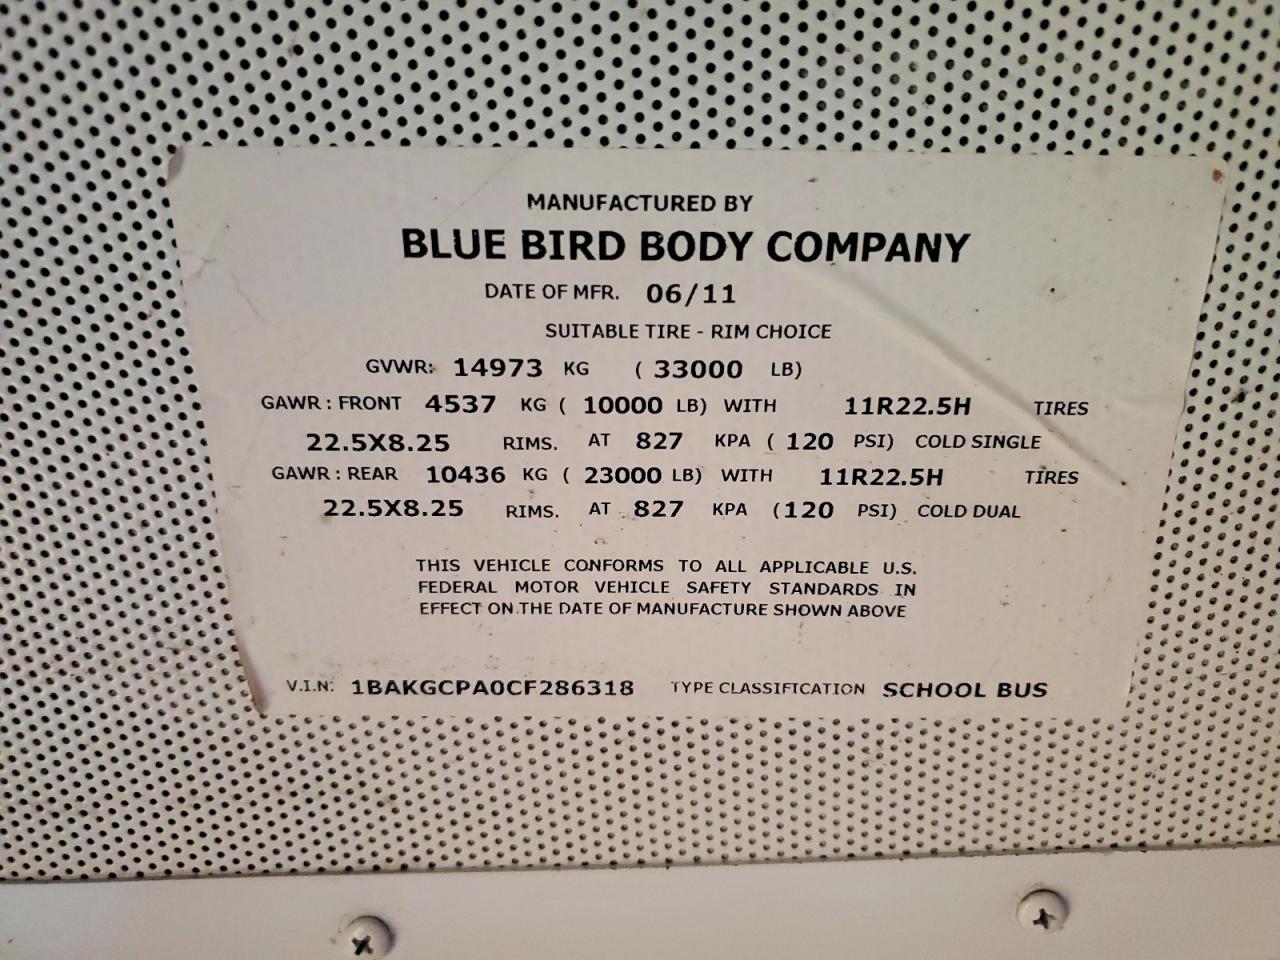 MANUFACTURED BY
BLUE BIRD BODY COMPANY
DATE OF MFR. 06/11
SUITABLE TIRE - RIM CHOICE
GVWR: 14973 KG ( 33000 LB)
GAWR : FRONT 4537 KG ( 10000 LB) WITH 11R22.5H TIRES
22.5X8.25 RIMS. AT 827 KPA ( 120 PSI) COLD SINGLE
GAWR : REAR 10436 KG ( 23000 LB) WITH 11R22.5H TIRES
22.5X8.25 RIMS. AT 827 KPA (120 PSI) COLD DUAL
THIS VEHICLE CONFORMS TO ALL APPLICABLE U.S.
FEDERAL MOTOR VEHICLE SAFETY STANDARDS IN
EFFECT ON THE DATE OF MANUFACTURE SHOWN ABOVE
V.I.N: 1BAKGCPA0CF286318 TYPE CLASSIFICATION SCHOOL BUS